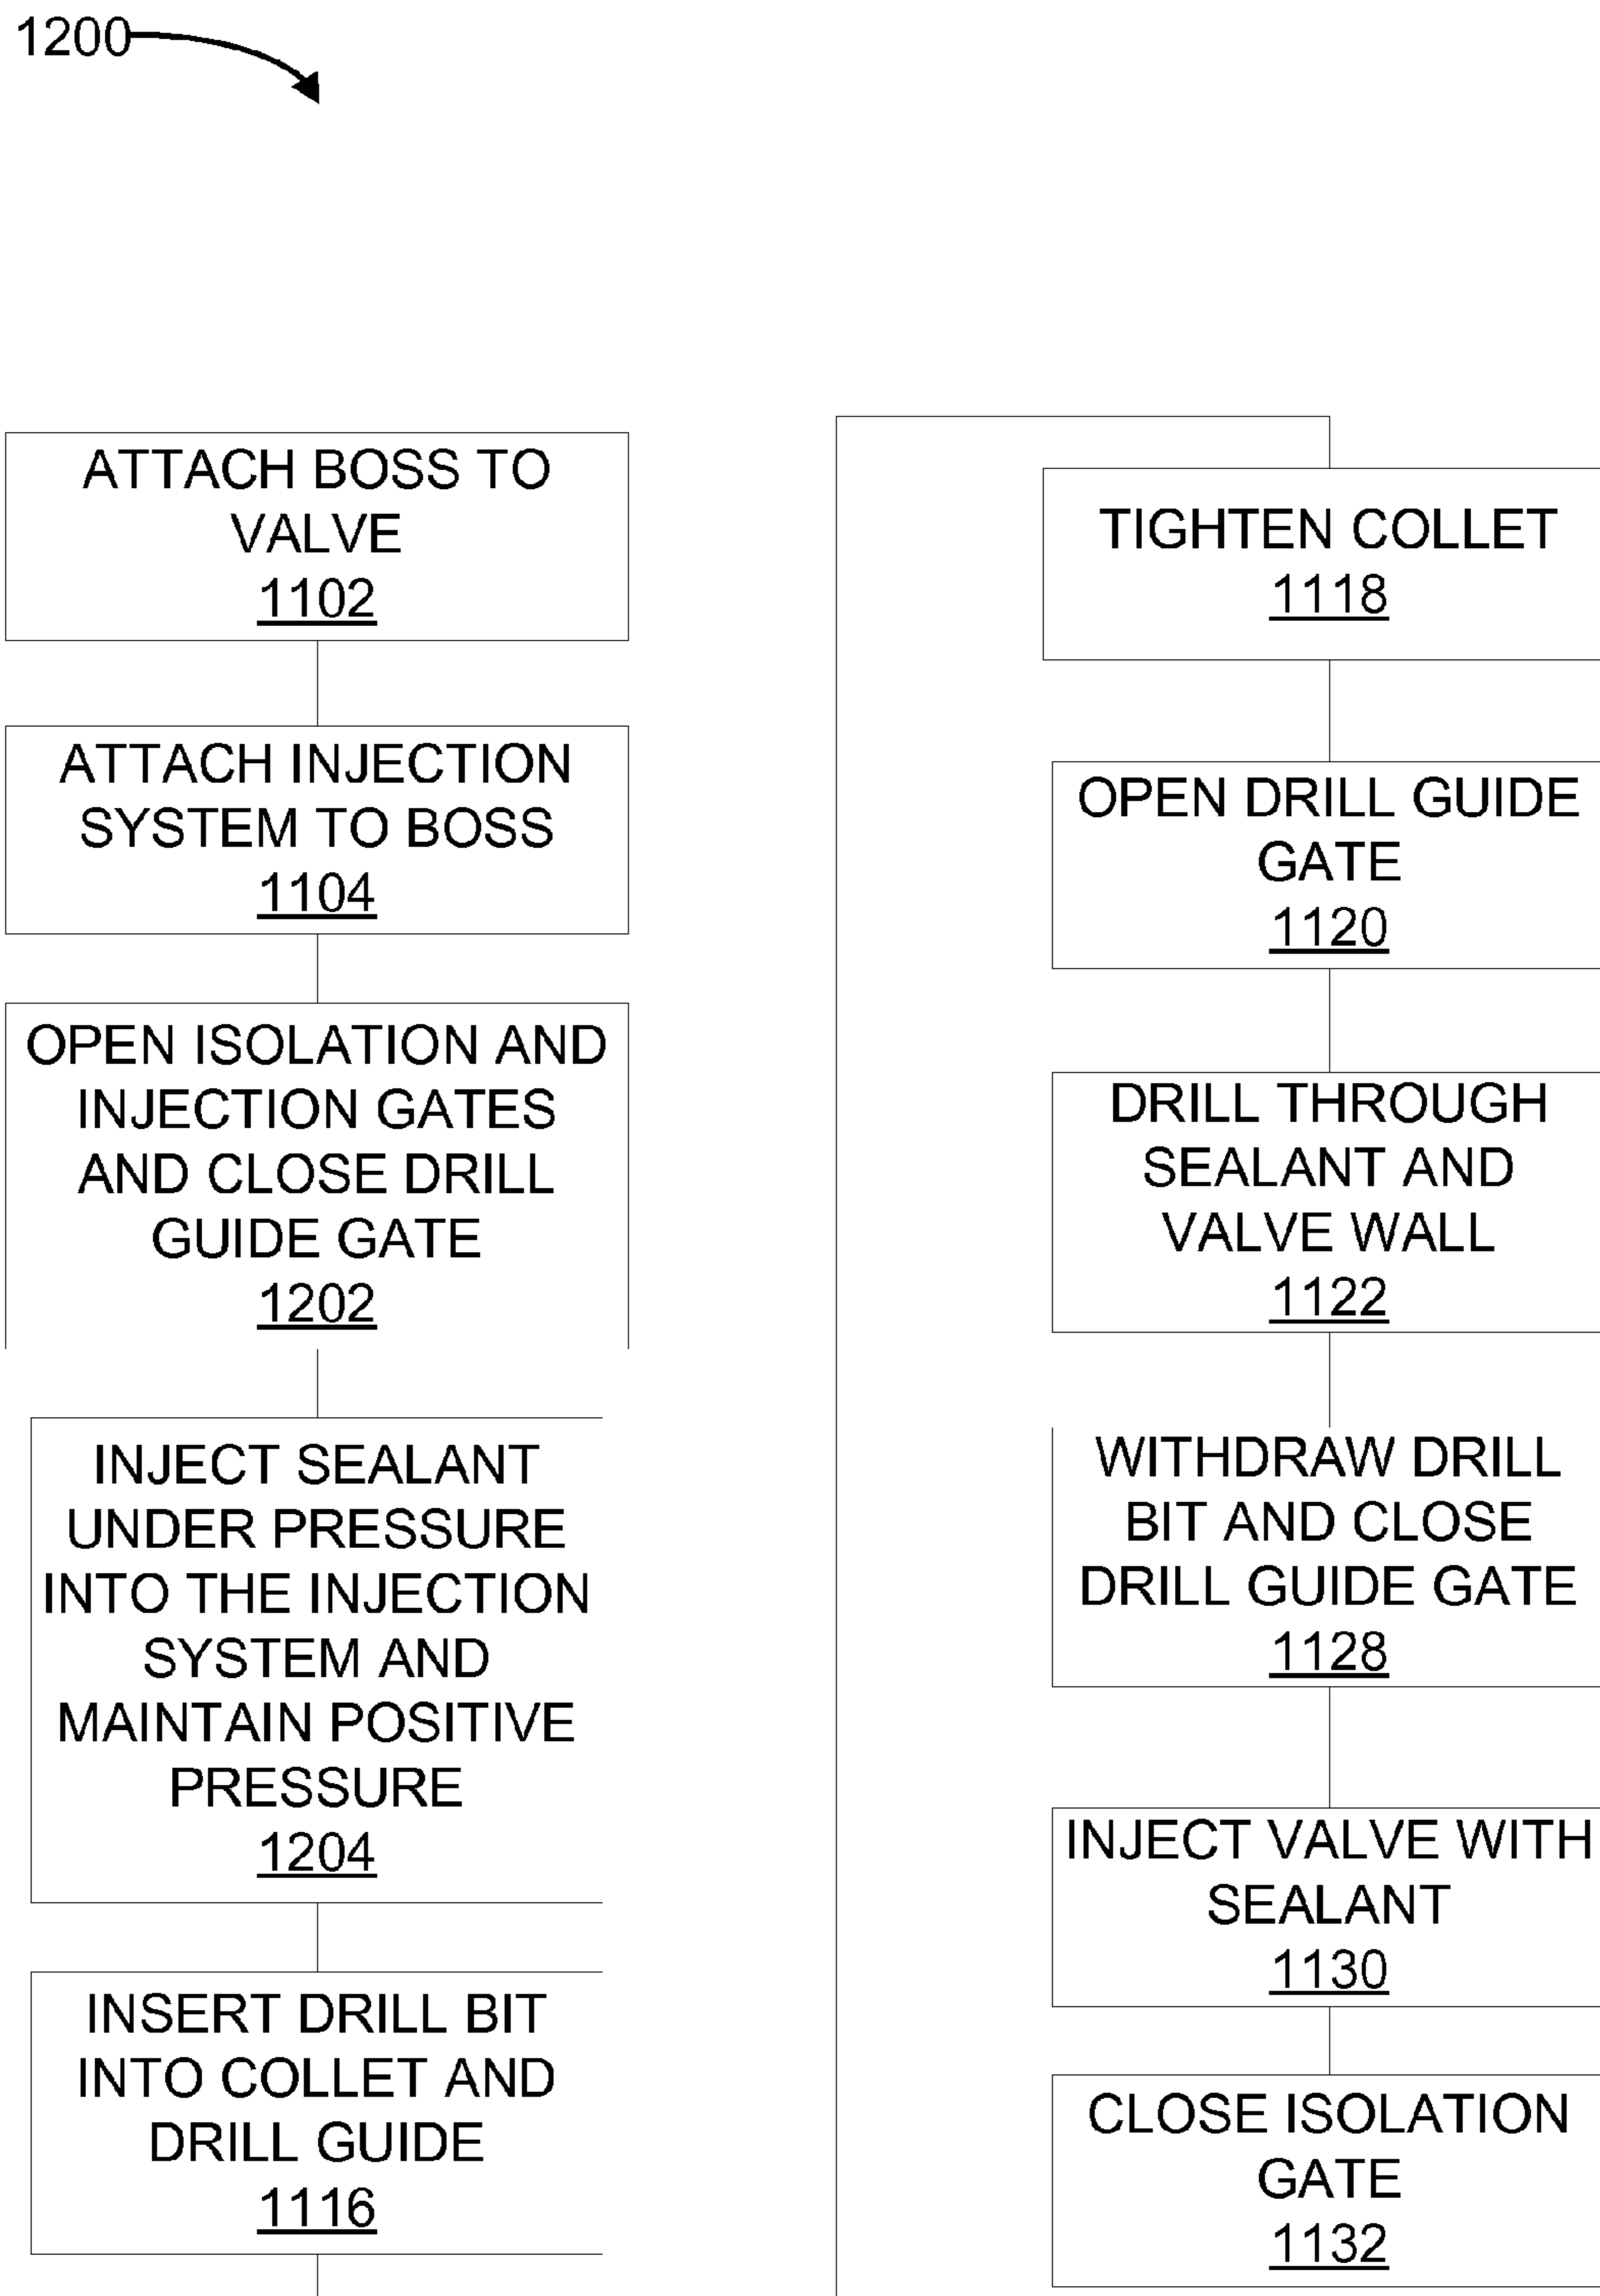 1200
ATTACH BOSS TO
VALVE
1102
ATTACH INJECTION
SYSTEM TO BOSS
1104
OPEN ISOLATION AND
INJECTION GATES
AND CLOSE DRILL
GUIDE GATE
1202
INJECT SEALANT
UNDER PRESSURE
INTO THE INJECTION
SYSTEM AND
MAINTAIN POSITIVE
PRESSURE
1204
INSERT DRILL BIT
INTO COLLET AND
DRILL GUIDE
1116
TIGHTEN COLLET
1118
OPEN DRILL GUIDE
GATE
1120
DRILL THROUGH
SEALANT AND
VALVE WALL
1122
WITHDRAW DRILL
BIT AND CLOSE
DRILL GUIDE GATE
1128
INJECT VALVE WITH
SEALANT
1130
CLOSE ISOLATION
GATE
1132